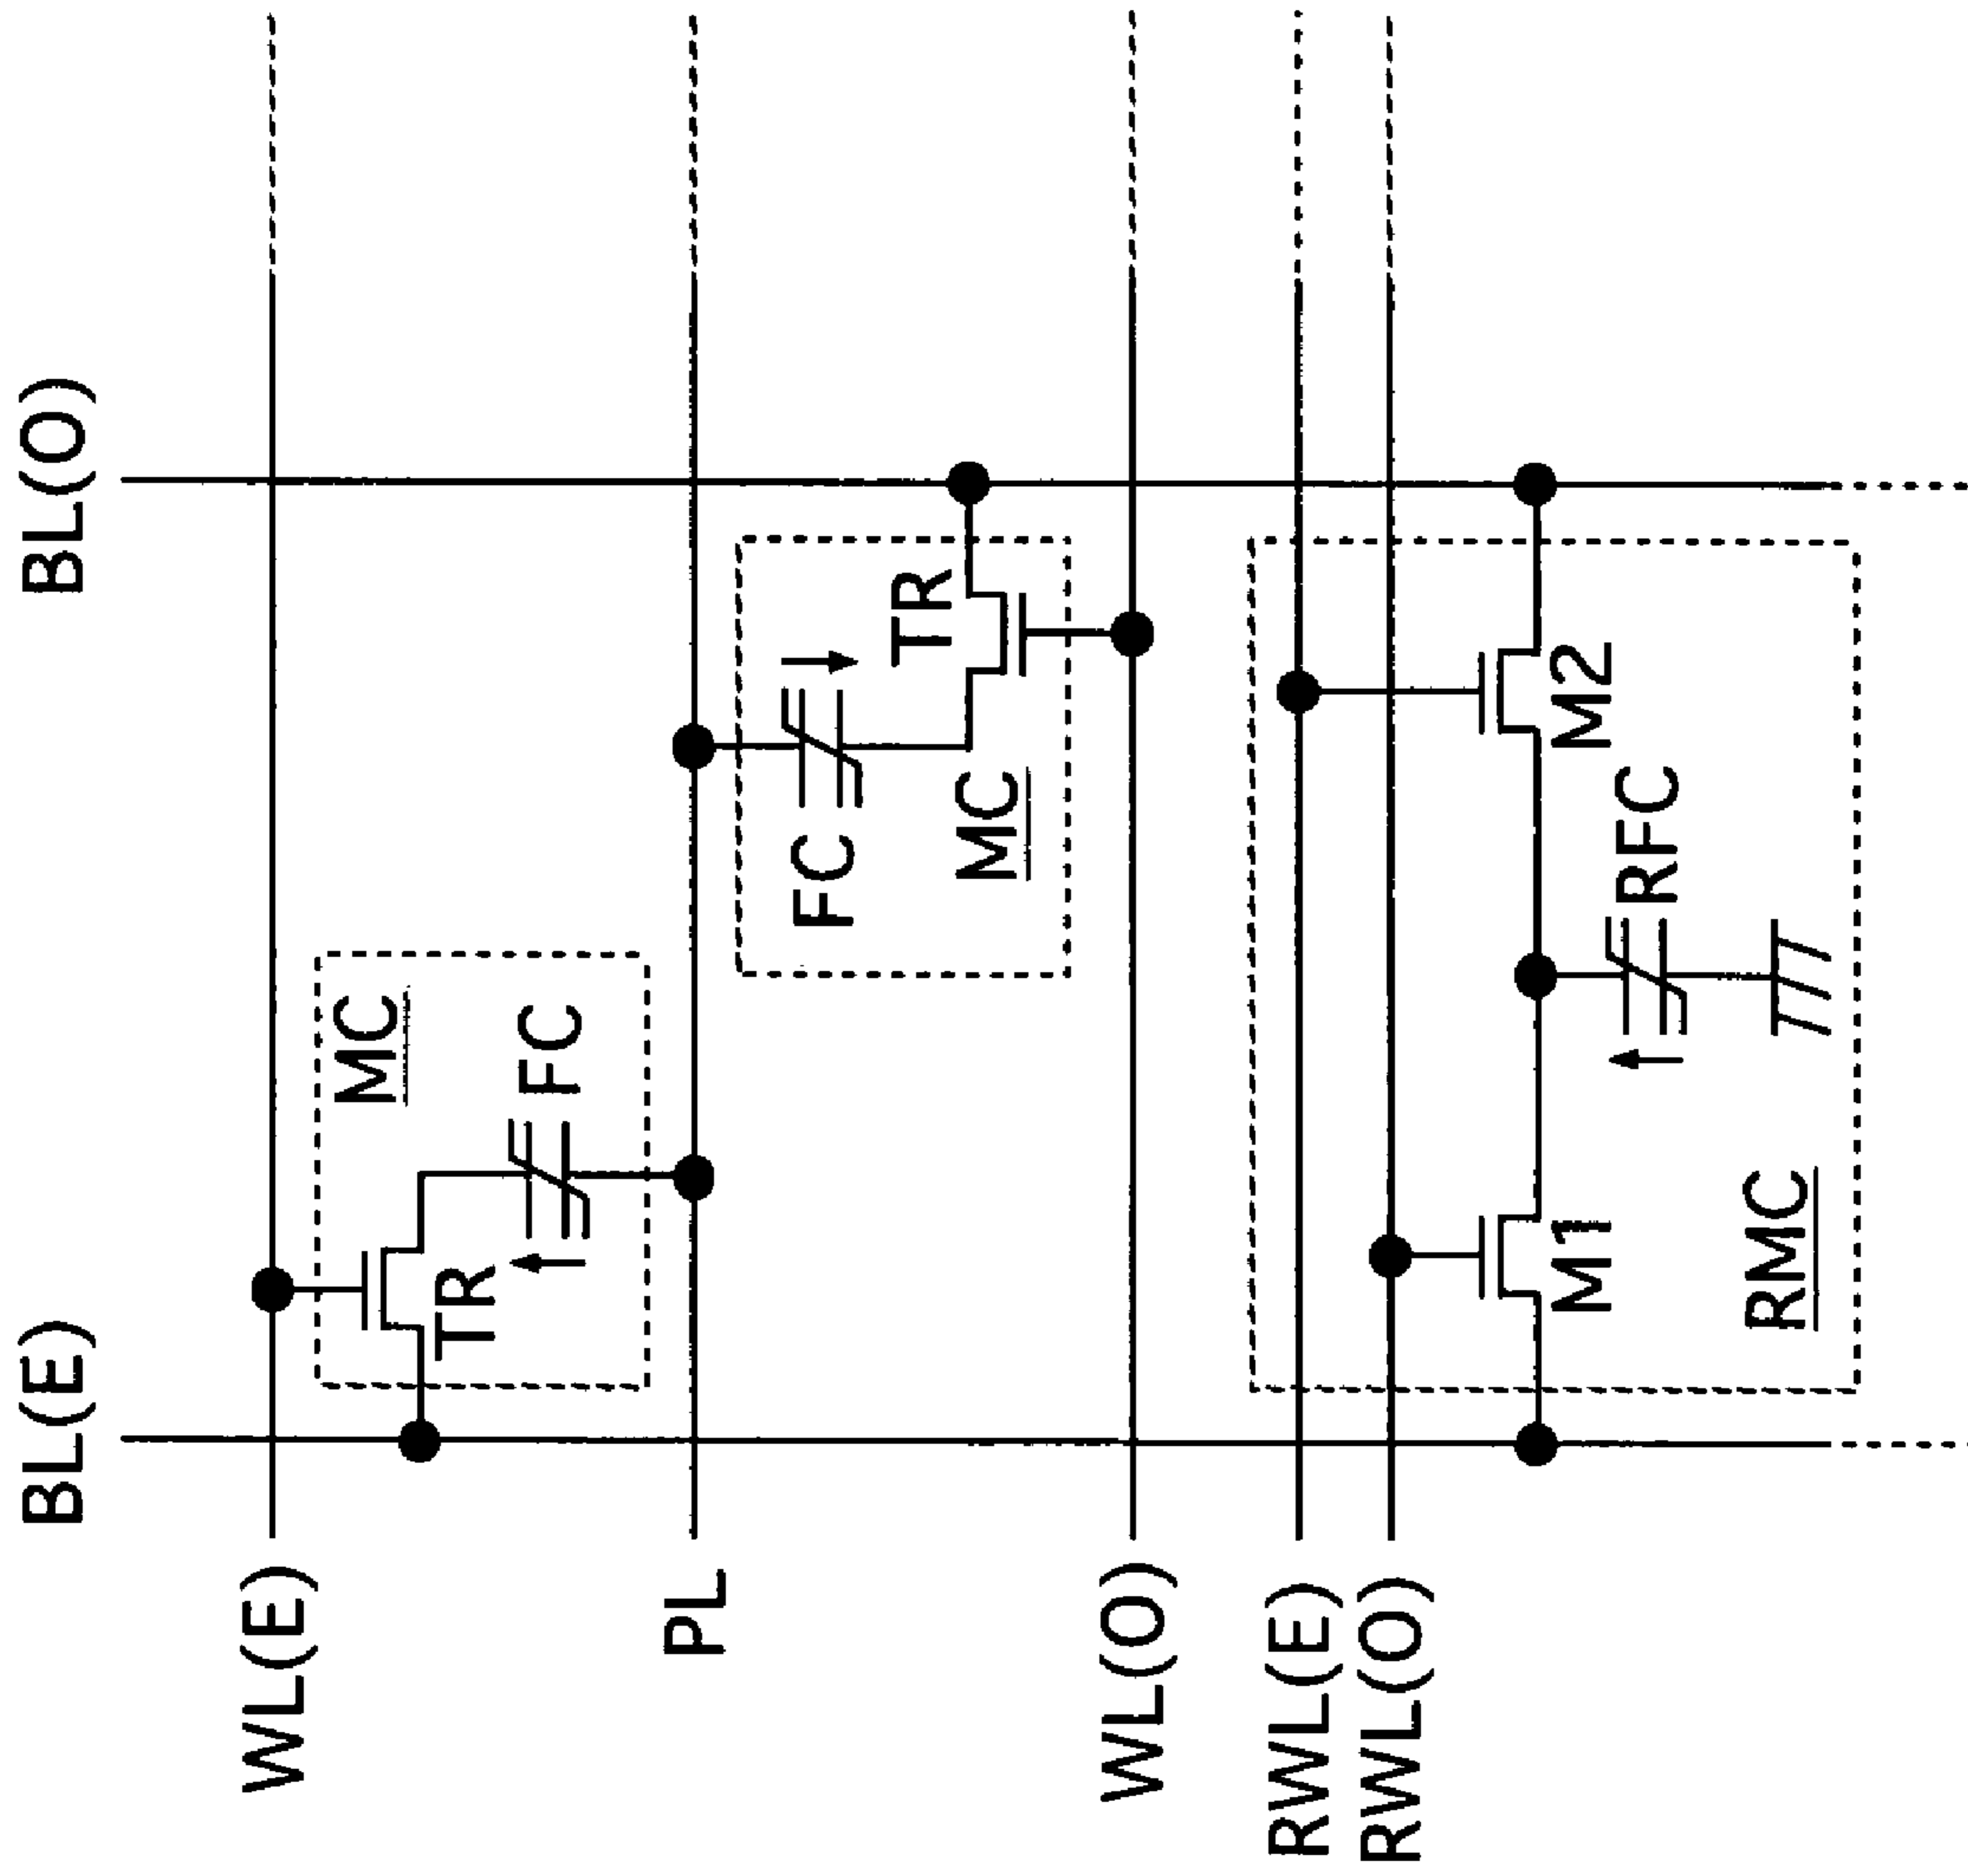 BL(E)
BL(O)
WL(E)
MC
TR
FC
PL
FC
TR
MC
WL(O)
RWL(E)
RWL(O)
M1
M2
RFC
RMC